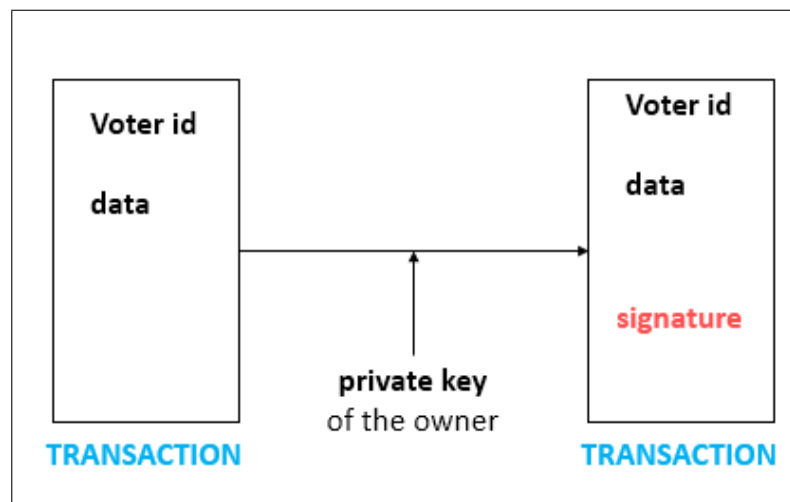 Voter id
data
TRANSACTION
private key
of the owner
Voter id
data
signature
TRANSACTION